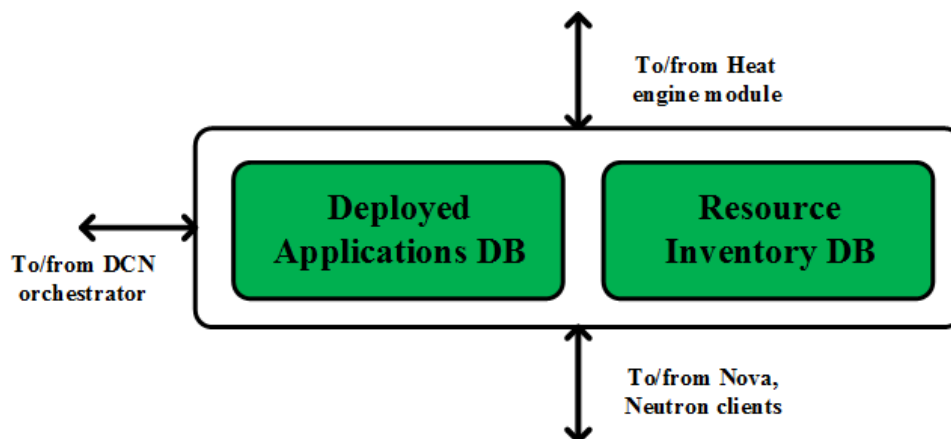 To/from Heat
engine module
Deployed
Applications DB
Resource
Inventory DB
To/from DCN
orchestrator
To/from Nova,
Neutron clients